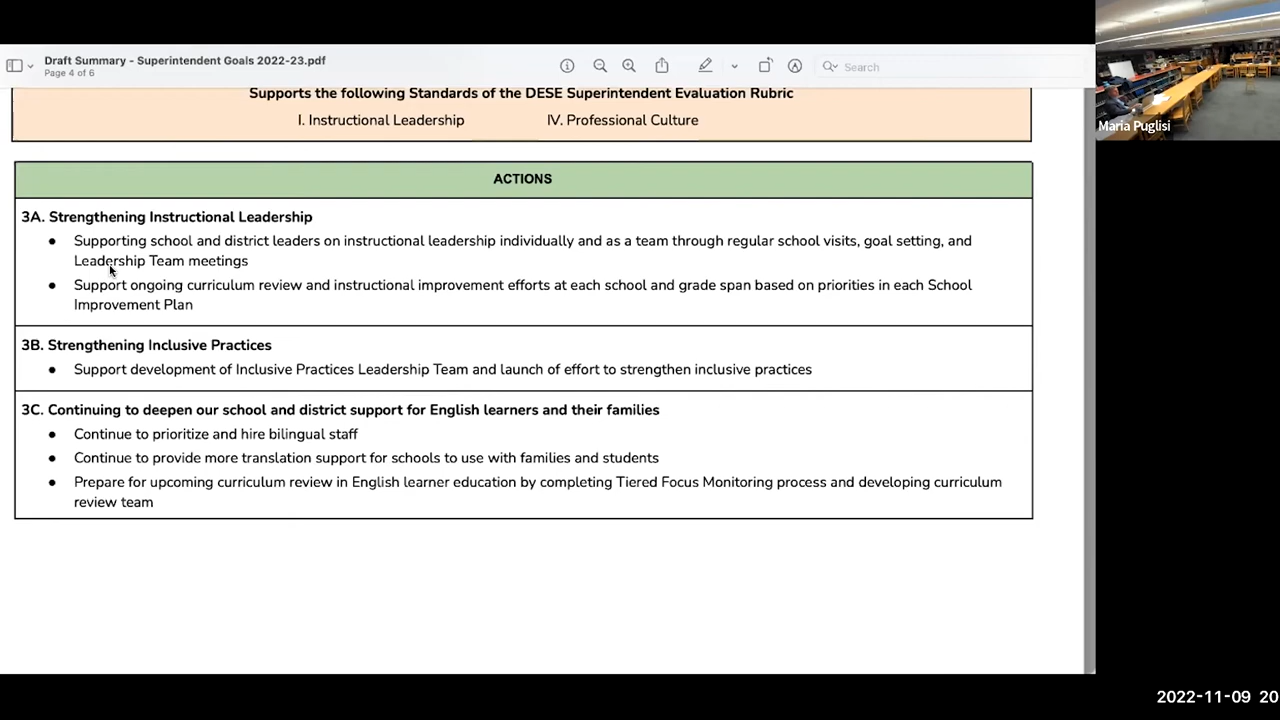 Draft Summary - Superintendent Goals 2022-23.pdf
Page 4 of 6
Search
Maria Puglisi
Supports the following Standards of the DESE Superintendent Evaluation Rubric
I. Instructional Leadership IV. Professional Culture
ACTIONS
3A. Strengthening Instructional Leadership
● Supporting school and district leaders on instructional leadership individually and as a team through regular school visits, goal setting, and
Leadership Team meetings
● Support ongoing curriculum review and instructional improvement efforts at each school and grade span based on priorities in each School
Improvement Plan
3B. Strengthening Inclusive Practices
● Support development of Inclusive Practices Leadership Team and launch of effort to strengthen inclusive practices
3C. Continuing to deepen our school and district support for English learners and their families
● Continue to prioritize and hire bilingual staff
● Continue to provide more translation support for schools to use with families and students
● Prepare for upcoming curriculum review in English learner education by completing Tiered Focus Monitoring process and developing curriculum
review team
2022-11-09 20